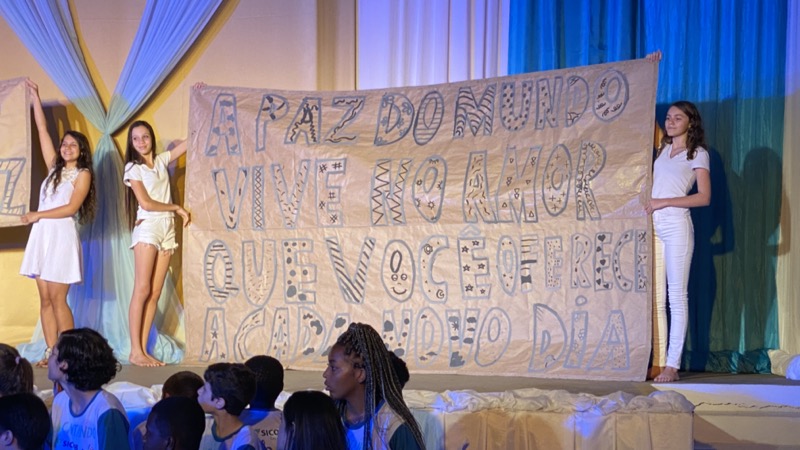 A PAZ DO MUNDO
VIVE NO AMOR
QUE VOCÊ OFERECE
A CADA NOVO DIA
Z